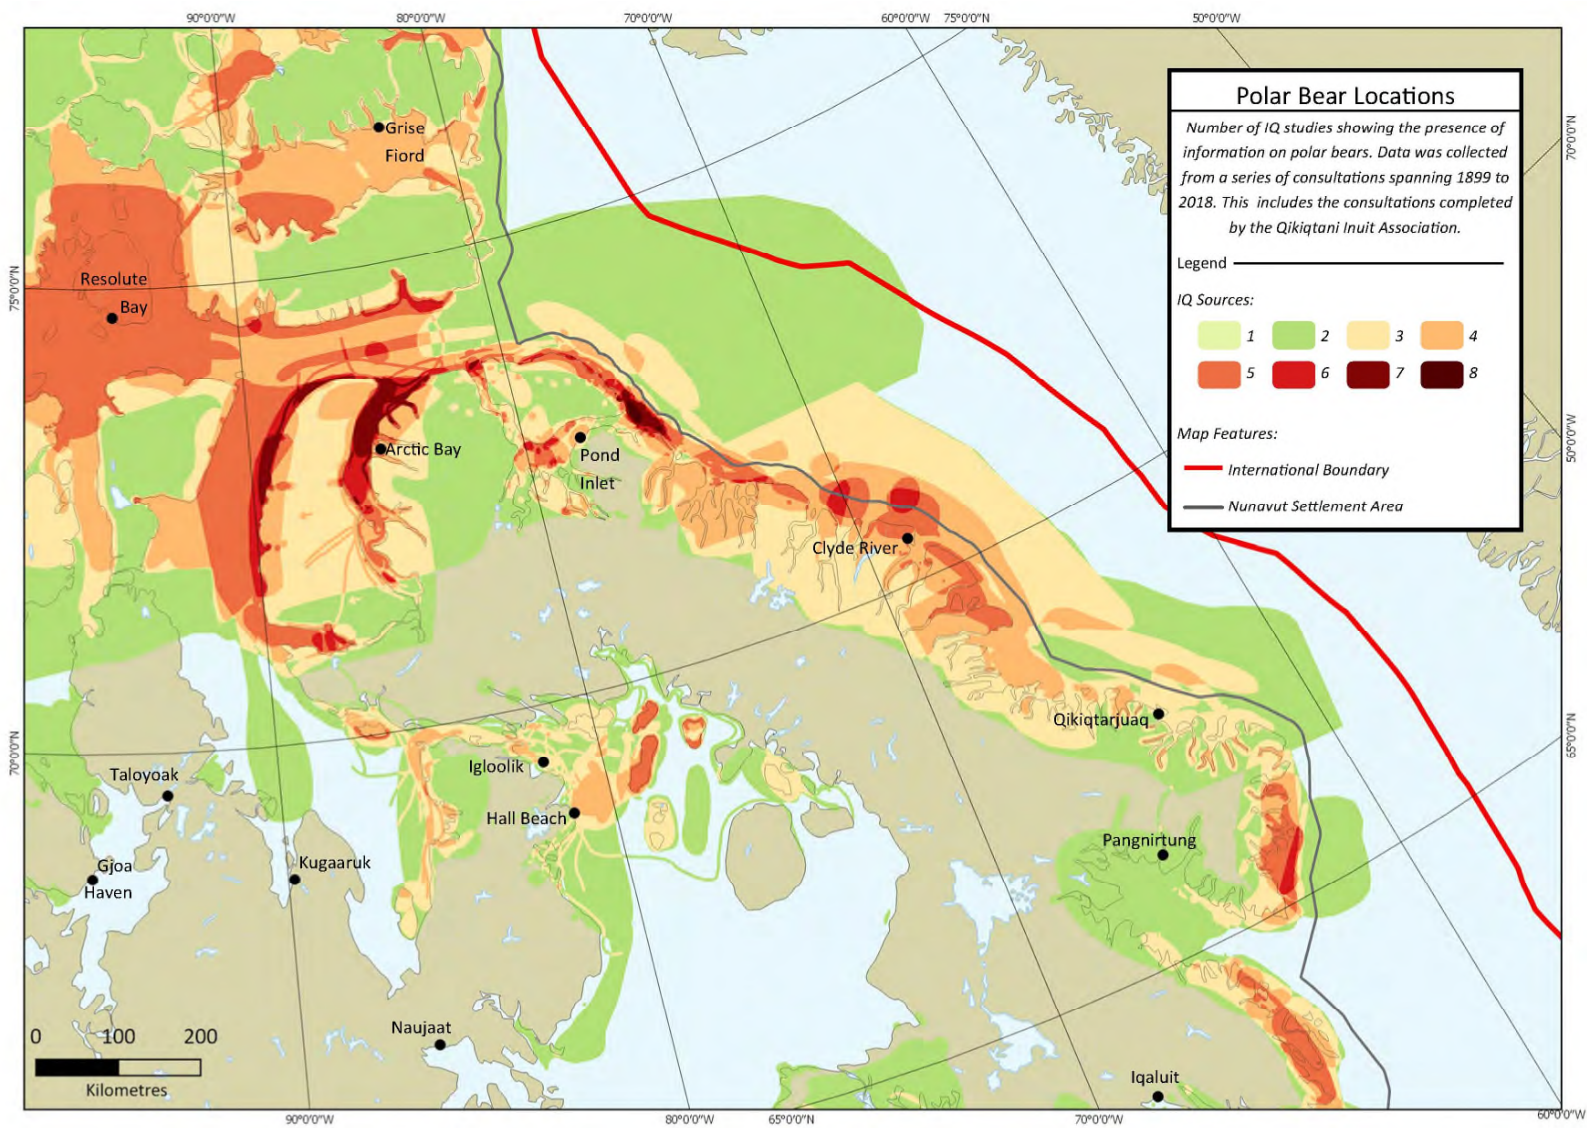 90°0'0"W 80°0'0"W 70°0'0"W 60°0'0"W 75°0'0"N 50°0'0"W
Polar Bear Locations
Number of IQ studies showing the presence of
information on polar bears. Data was collected
from a series of consultations spanning 1899 to
2018. This includes the consultations completed
by the Qikiqtani Inuit Association.
Legend
IQ Sources:
1 2 3 4
5 6 7 8
Map Features:
International Boundary
Nunavut Settlement Area
70°0'0"N
50°0'0"W
65°0'0"N
75°0'0"N
70°0'0"N
Grise
Fiord
Resolute
Bay
Arctic Bay
Pond
Inlet
Clyde River
Qikiqtarjuaq
Igloolik
Taloyoak
Hall Beach
Pangnirtung
Kugaaruk
Gjoa
Haven
Naujaat
Iqaluit
0 100 200
Kilometres
90°0'0"W 80°0'0"W 65°0'0"N 70°0'0"W 60°0'0"W